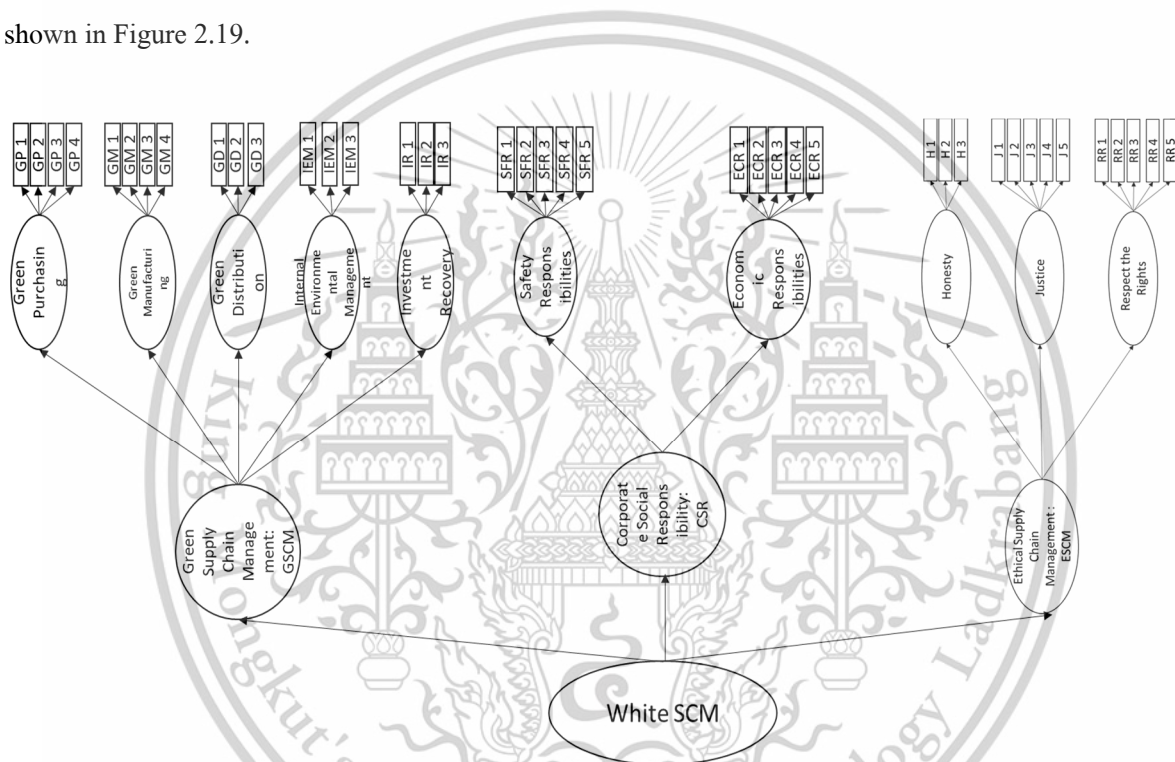 shown in Figure 2.19.
GP 1
GP 2
GP 3
GP 4
GM 1
GM 2
GM 3
GM 4
GD 1
GD 2
GD 3
IEM 1
IEM 2
IEM 3
IR 1
IR 2
IR 3
SFR 1
SFR 2
SFR 3
SFR 4
SFR 5
ECR 1
ECR 2
ECR 3
ECR 4
ECR 5
H 1
H 2
H 3
J 1
J 2
J 3
J 4
J 5
RR 1
RR 2
RR 3
RR 4
RR 5
Green
Purchasin
g
Green
Manufacturi
ng
Green
Distributi
on
Internal
Environme
ntal
Manageme
nt
Investme
nt
Recovery
Safety
Respons
ibilities
Econom
ic
Respons
ibilities
Honesty
Justice
Respect the
Rights
Green
Supply
Chain
Manage
ment:
GSCM
Corporat
e Social
Respons
ibility:
CSR
Ethical Supply
Chain
Management :
ESCM
White SCM
King Mongkut's
ology Ladkrabang